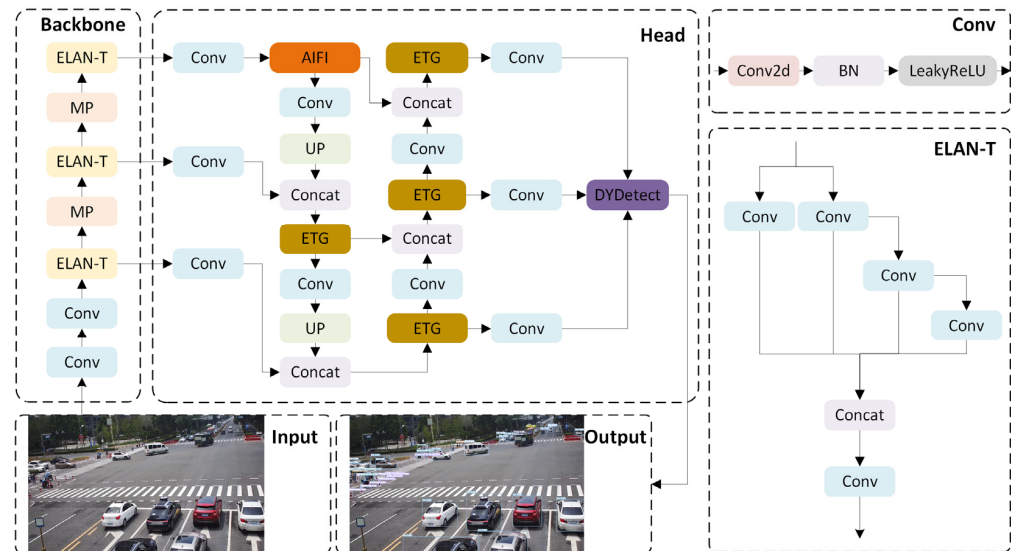 Backbone
ELAN-T
MP
ELAN-T
MP
ELAN-T
Conv
Conv
Head
Conv
AIFI
Conv
UP
Conv
Concat
ETG
Conv
Conv
UP
Concat
ETG
Conv
Concat
Conv
ETG
Conv
DYDetect
Concat
Conv
ETG
Conv
Conv
Conv2d
BN
LeakyReLU
ELAN-T
Conv
Conv
Conv
Conv
Concat
Conv
Input
Output